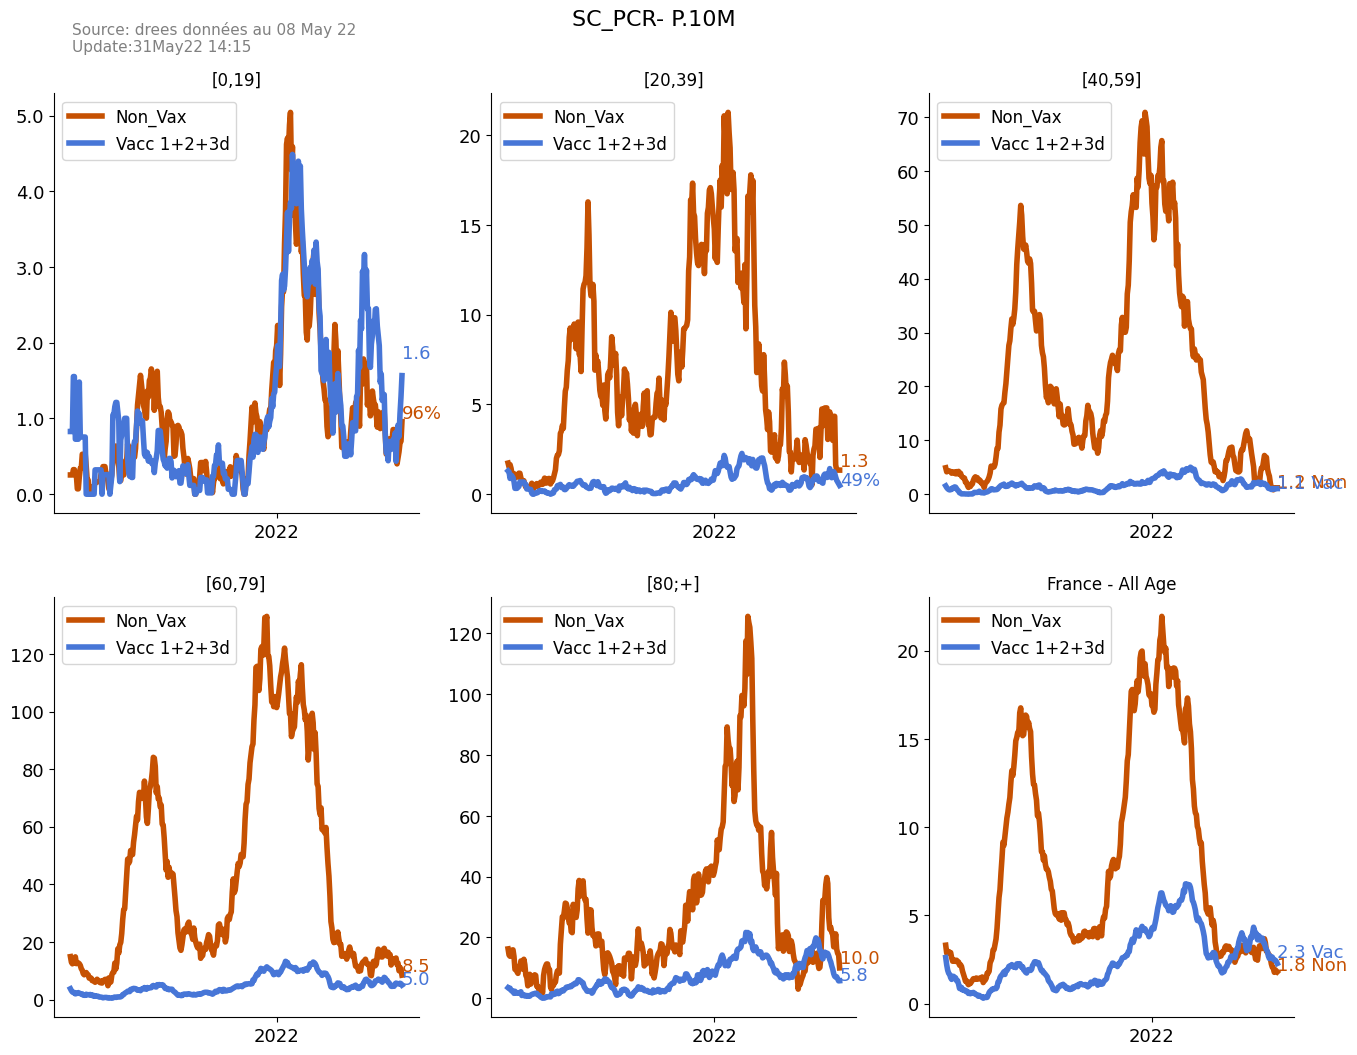 SC_PCR- P.10M
Source: drees données au 08 May 22
Update:31May22 14:15
[0,19]
Non_Vax
Vacc 1+2+3d
5.0
4.0
3.0
2.0
1.0
0.0
1.6
96%
2022
[20,39]
Non_Vax
Vacc 1+2+3d
20
15
10
5
0
1.3
49%
2022
[40,59]
Non_Vax
Vacc 1+2+3d
70
60
50
40
30
20
10
0
1.2 Non
1.1 Vac
2022
[60,79]
Non_Vax
Vacc 1+2+3d
120
100
80
60
40
20
0
8.5
5.0
2022
[80;+]
Non_Vax
Vacc 1+2+3d
120
100
80
60
40
20
0
10.0
5.8
2022
France - All Age
Non_Vax
Vacc 1+2+3d
20
15
10
5
0
2.3 Vac
1.8 Non
2022